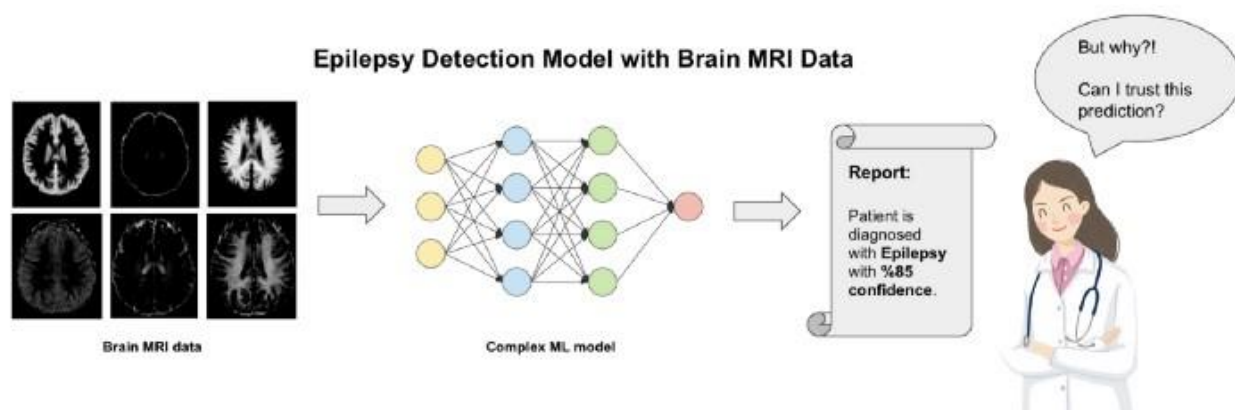 Epilepsy Detection Model with Brain MRI Data
Brain MRI data
Complex ML model
Report:
Patient is
diagnosed
with Epilepsy
with %85
confidence.
But why?!
Can I trust this
prediction?